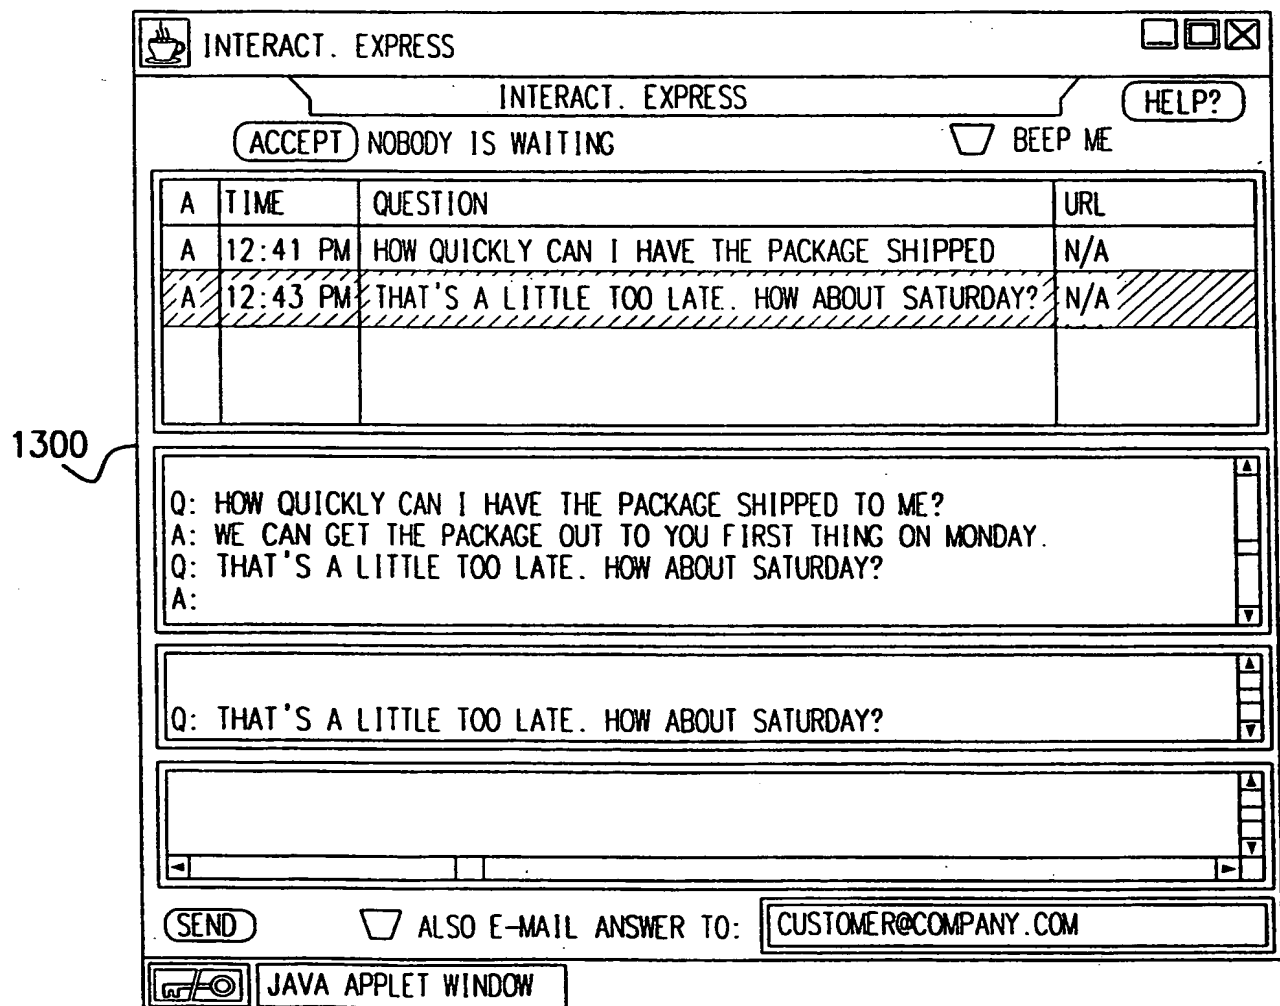 INTERACT. EXPRESS
INTERACT. EXPRESS
HELP?
ACCEPT NOBODY IS WAITING BEEP ME
A TIME QUESTION URL
A 12:41 PM HOW QUICKLY CAN I HAVE THE PACKAGE SHIPPED N/A
A 12:43 PM THAT'S A LITTLE TOO LATE. HOW ABOUT SATURDAY? N/A
1300
Q: HOW QUICKLY CAN I HAVE THE PACKAGE SHIPPED TO ME?
A: WE CAN GET THE PACKAGE OUT TO YOU FIRST THING ON MONDAY.
Q: THAT'S A LITTLE TOO LATE. HOW ABOUT SATURDAY?
A:
Q: THAT'S A LITTLE TOO LATE. HOW ABOUT SATURDAY?
SEND ALSO E-MAIL ANSWER TO: CUSTOMER@COMPANY.COM
JAVA APPLET WINDOW